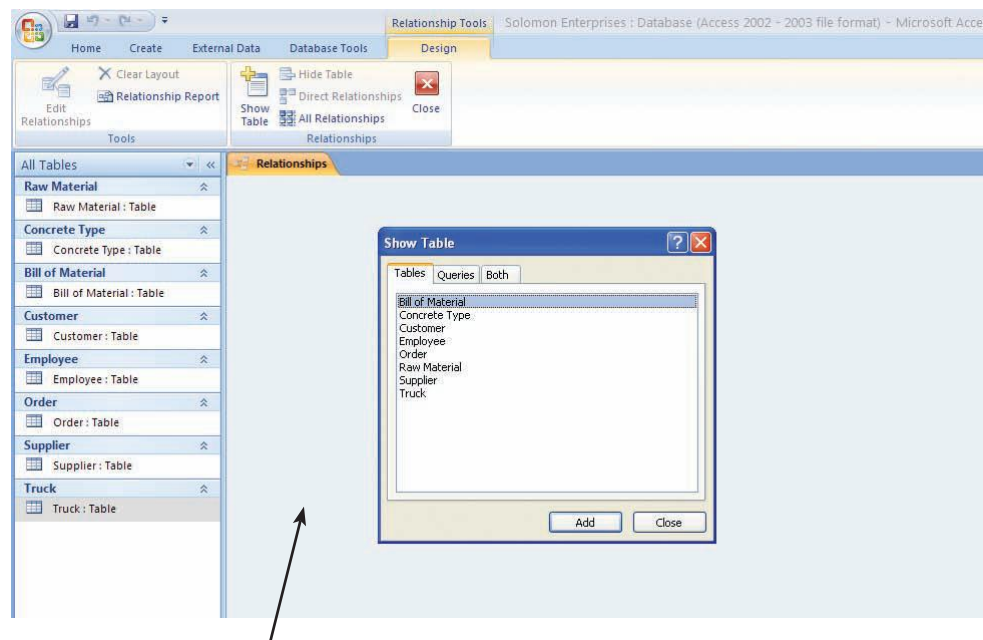 Relationship Tools
Solomon Enterprises : Database (Access 2002 - 2003 file format) - Microsoft Acce
Home Create External Data Database Tools Design
Edit Relationships
Clear Layout
Relationship Report
Tools
Show Table
Hide Table
Direct Relationships
All Relationships
Close
Relationships
All Tables
Raw Material
Raw Material : Table
Concrete Type
Concrete Type : Table
Bill of Material
Bill of Material : Table
Customer
Customer : Table
Employee
Employee : Table
Order
Order : Table
Supplier
Supplier : Table
Truck
Truck : Table
Relationships
Show Table
Tables Queries Both
Bill of Material
Concrete Type
Customer
Employee
Order
Raw Material
Supplier
Truck
Add Close